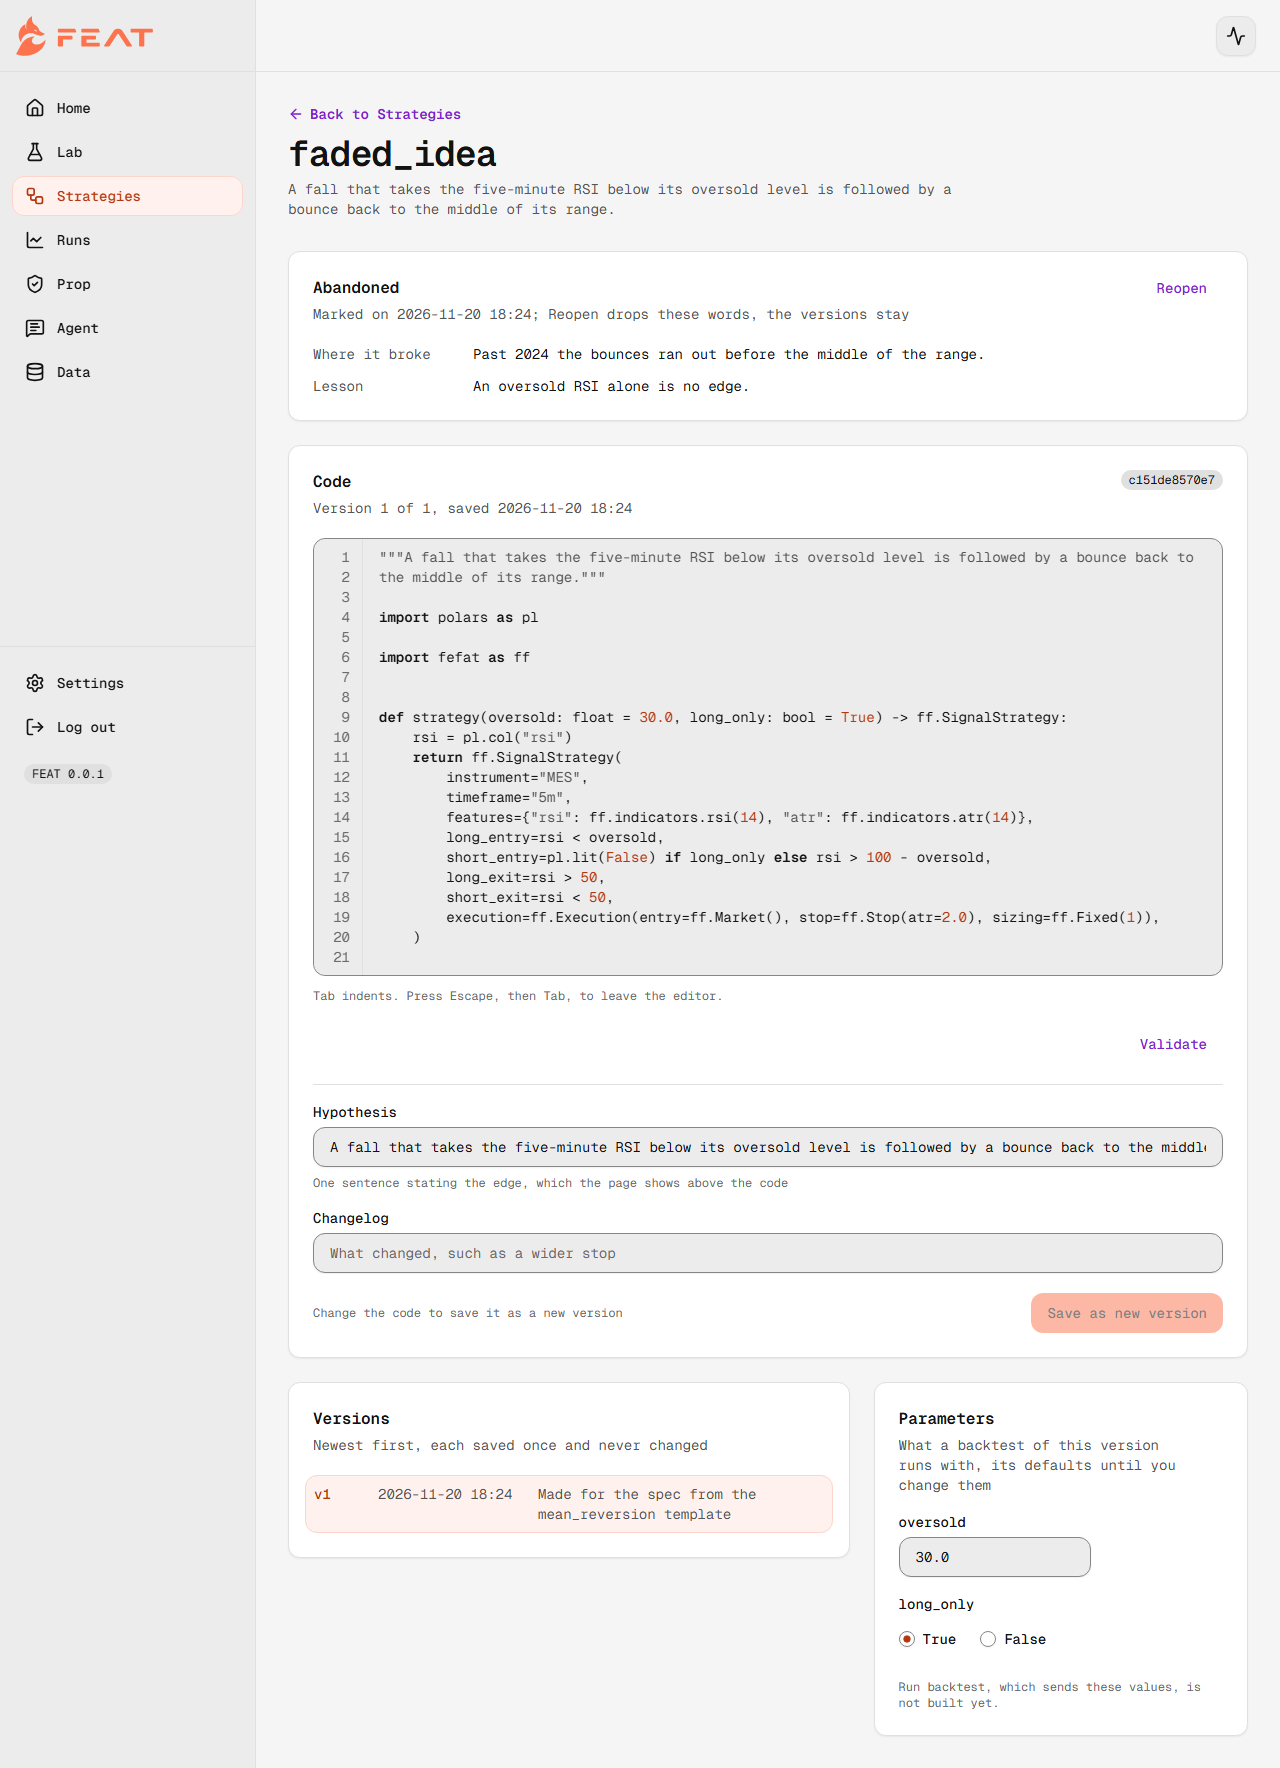 FEAT
Home
Lab
Strategies
Runs
Prop
Agent
Data
Settings
Log out
FEAT 0.0.1
Back to Strategies
faded_idea
A fall that takes the five-minute RSI below its oversold level is followed by a
bounce back to the middle of its range.
Abandoned
Reopen
Marked on 2026-11-20 18:24; Reopen drops these words, the versions stay
Where it broke Past 2024 the bounces ran out before the middle of the range.
Lesson An oversold RSI alone is no edge.
Code
c151de8570e7
Version 1 of 1, saved 2026-11-20 18:24
1 """A fall that takes the five-minute RSI below its oversold level is followed by a bounce back to
2 the middle of its range."""
3
4 import polars as pl
5
6 import fefat as ff
7
8
9 def strategy(oversold: float = 30.0, long_only: bool = True) -> ff.SignalStrategy:
10     rsi = pl.col("rsi")
11     return ff.SignalStrategy(
12         instrument="MES",
13         timeframe="5m",
14         features={"rsi": ff.indicators.rsi(14), "atr": ff.indicators.atr(14)},
15         long_entry=rsi < oversold,
16         short_entry=pl.lit(False) if long_only else rsi > 100 - oversold,
17         long_exit=rsi > 50,
18         short_exit=rsi < 50,
19         execution=ff.Execution(entry=ff.Market(), stop=ff.Stop(atr=2.0), sizing=ff.Fixed(1)),
20     )
21
Tab indents. Press Escape, then Tab, to leave the editor.
Validate
Hypothesis
A fall that takes the five-minute RSI below its oversold level is followed by a bounce back to the middle
One sentence stating the edge, which the page shows above the code
Changelog
What changed, such as a wider stop
Change the code to save it as a new version
Save as new version
Versions
Newest first, each saved once and never changed
v1 2026-11-20 18:24 Made for the spec from the
mean_reversion template
Parameters
What a backtest of this version
runs with, its defaults until you
change them
oversold
30.0
long_only
True False
Run backtest, which sends these values, is
not built yet.